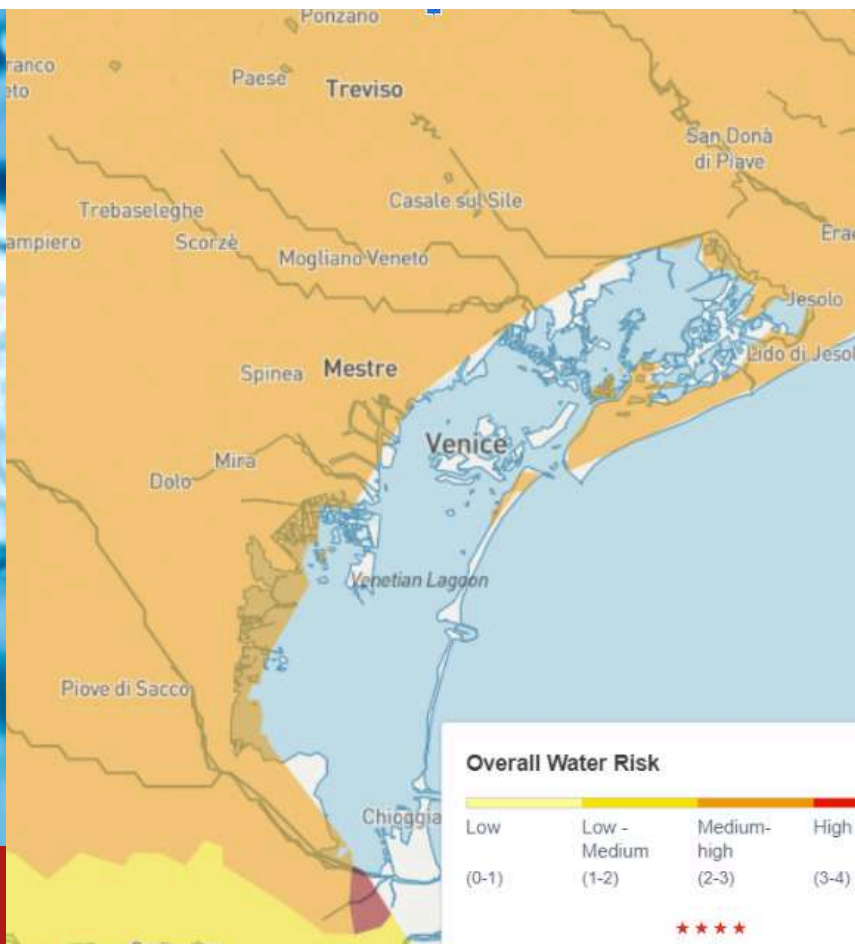 Ponzano
ranco
eto
Paese
Treviso
San Donà
di Piave
Casale sul Sile
Trebaseleghe
ampiero
Scorzè
Mogliano Veneto
Erac
Jesolo
Lido di Jesol
Spinea
Mestre
Venice
Mira
Dolo
Venetian Lagoon
Piove di Sacco
Chioggia
Overall Water Risk
Low
Low -
Medium
Medium-
high
High
(0-1)
(1-2)
(2-3)
(3-4)